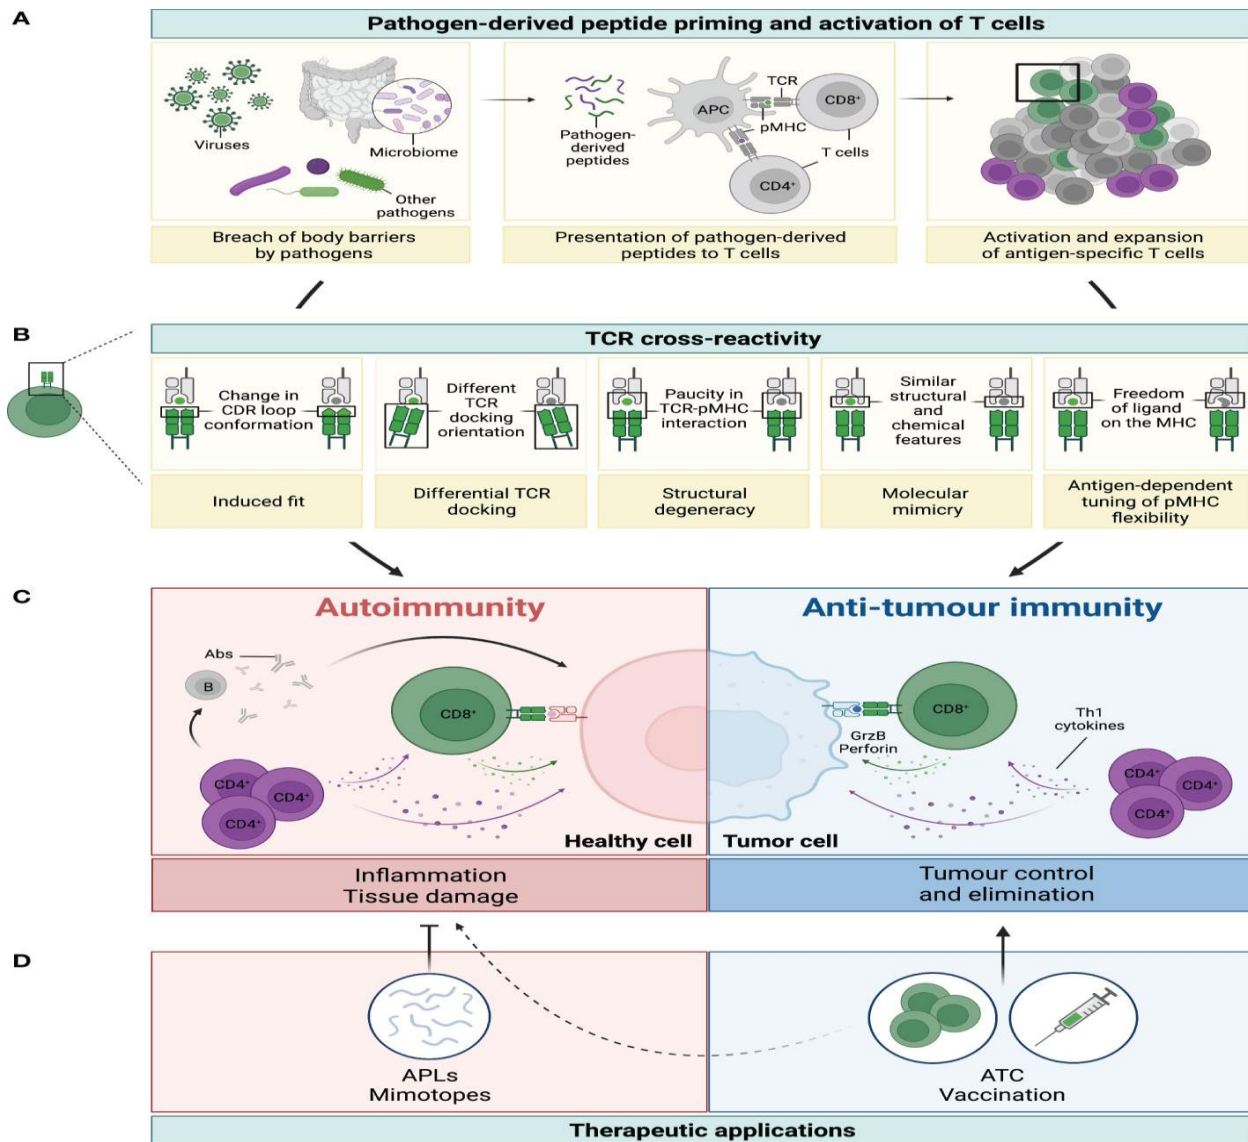 A
Pathogen-derived peptide priming and activation of T cells
Viruses
Microbiome
Other
pathogens
Breach of body barriers
by pathogens
Pathogen-
derived
peptides
APC
TCR
CD8⁺
pMHC
T cells
CD4⁺
Presentation of pathogen-derived
peptides to T cells
Activation and expansion
of antigen-specific T cells
B
TCR cross-reactivity
Change in
CDR loop
conformation
Induced fit
Different
TCR
docking
orientation
Differential TCR
docking
Paucity in
TCR-pMHC
interaction
Structural
degeneracy
Similar
structural
and
chemical
features
Molecular
mimicry
Freedom
of ligand
on the MHC
Antigen-dependent
tuning of pMHC
flexibility
C
Autoimmunity
Abs
B
CD8⁺
CD4⁺
CD4⁺
CD4⁺
Healthy cell
Inflammation
Tissue damage
Anti-tumour immunity
CD8⁺
GrzB
Perforin
Th1
cytokines
CD4⁺
CD4⁺
CD4⁺
Tumor cell
Tumour control
and elimination
D
APLs
Mimotopes
ATC
Vaccination
Therapeutic applications